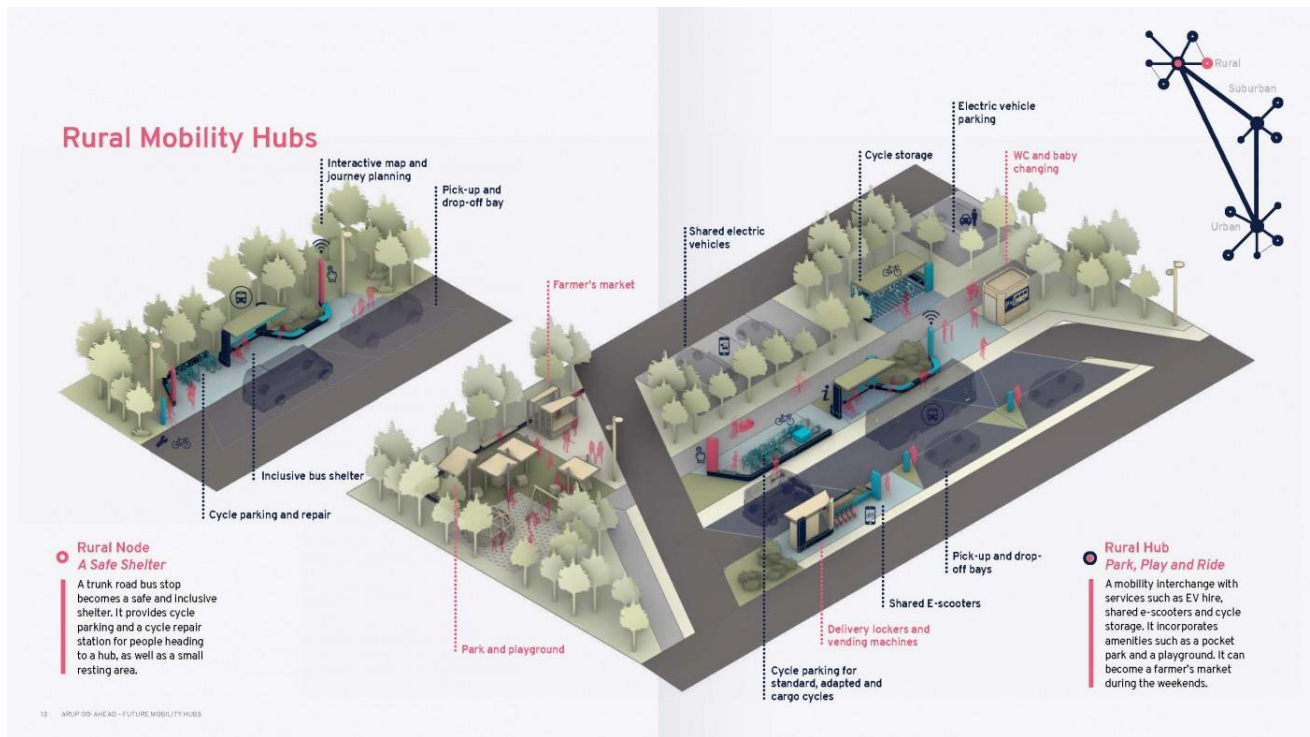 Rural Mobility Hubs
Interactive map and
journey planning
Pick-up and
drop-off bay
Inclusive bus shelter
Cycle parking and repair
Rural Node
A Safe Shelter
A trunk road bus stop
becomes a safe and inclusive
shelter. It provides cycle
parking and a cycle repair
station for people heading
to a hub, as well as a small
resting area.
Farmer's market
Park and playground
Shared electric
vehicles
Cycle storage
Electric vehicle
parking
WC and baby
changing
Rural
Suburban
Urban
Pick-up and drop-
off bays
Shared E-scooters
Delivery lockers and
vending machines
Cycle parking for
standard, adapted and
cargo cycles
Rural Hub
Park, Play and Ride
A mobility interchange with
services such as EV hire,
shared e-scooters and cycle
storage. It incorporates
amenities such as a pocket
park and a playground. It can
become a farmer's market
during the weekends.
13 ARUP GO-AHEAD – FUTURE MOBILITY HUBS